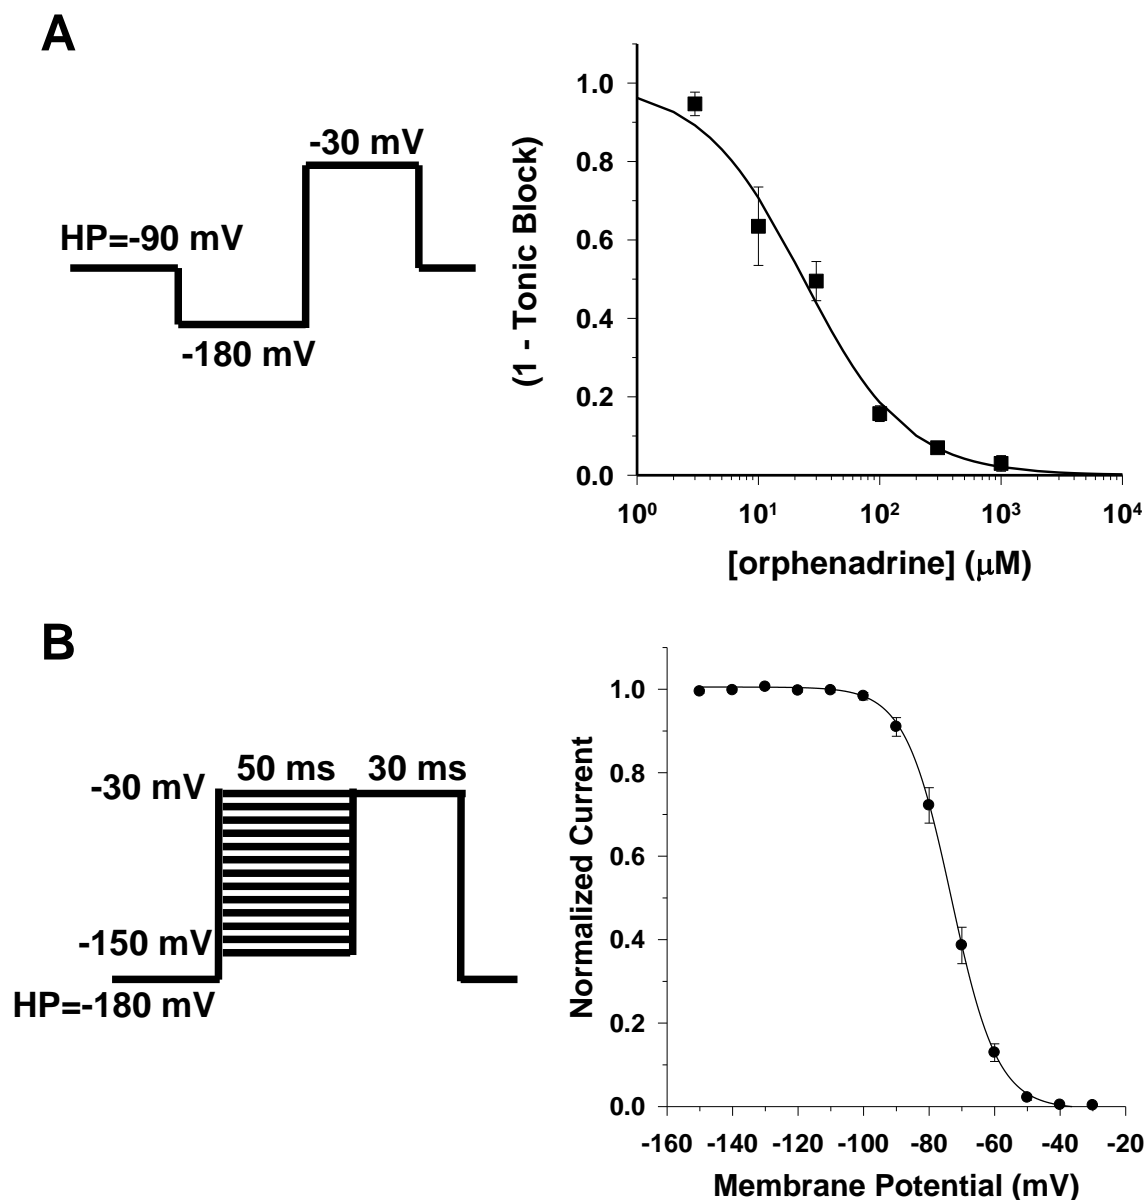 A
-30 mV
HP=-90 mV
-180 mV
(1 - Tonic Block)
1.0
0.8
0.6
0.4
0.2
0.0
10⁰ 10¹ 10² 10³ 10⁴
[orphenadrine] (μM)
B
50 ms 30 ms
-30 mV
-150 mV
HP=-180 mV
Normalized Current
1.0
0.8
0.6
0.4
0.2
0.0
-160 -140 -120 -100 -80 -60 -40 -20
Membrane Potential (mV)